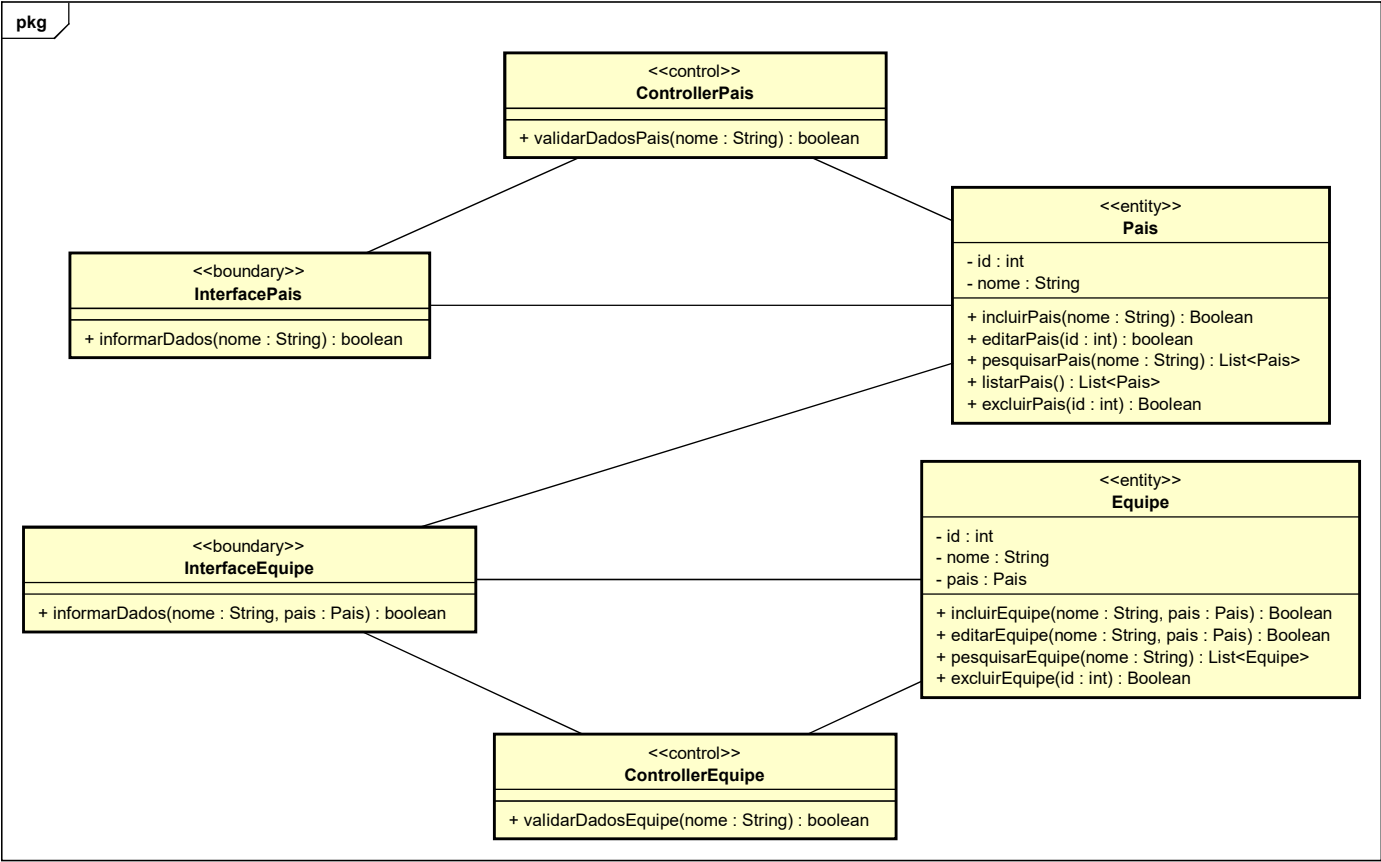 pkg
<<control>>
ControllerPais
+ validarDadosPais(nome : String) : boolean
<<entity>>
Pais
- id : int
- nome : String
+ incluirPais(nome : String) : Boolean
+ editarPais(id : int) : boolean
+ pesquisarPais(nome : String) : List<Pais>
+ listarPais() : List<Pais>
+ excluirPais(id : int) : Boolean
<<boundary>>
InterfacePais
+ informarDados(nome : String) : boolean
<<entity>>
Equipe
- id : int
- nome : String
- pais : Pais
+ incluirEquipe(nome : String, pais : Pais) : Boolean
+ editarEquipe(nome : String, pais : Pais) : Boolean
+ pesquisarEquipe(nome : String) : List<Equipe>
+ excluirEquipe(id : int) : Boolean
<<boundary>>
InterfaceEquipe
+ informarDados(nome : String, pais : Pais) : boolean
<<control>>
ControllerEquipe
+ validarDadosEquipe(nome : String) : boolean